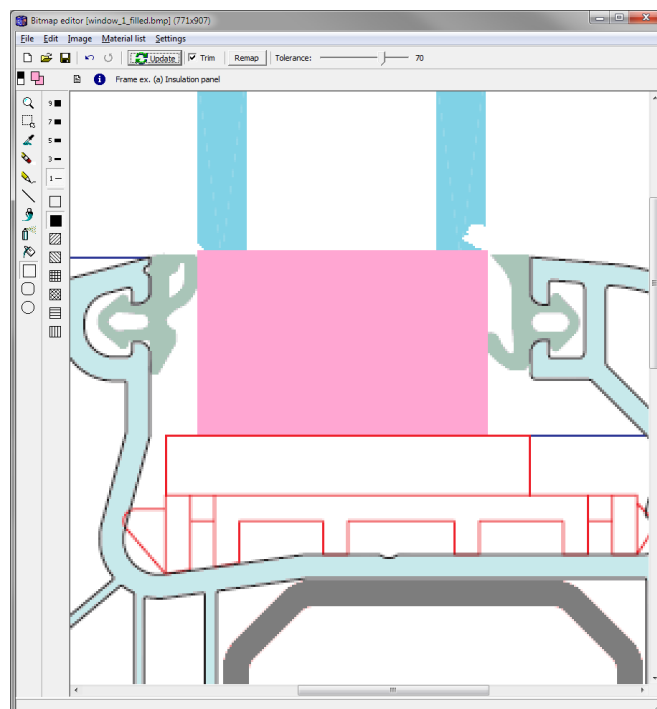 Bitmap editor [window_1_filled.bmp] (771x907)
File Edit Image Material list Settings
Update Trim Remap Tolerance: 70
Frame ex. (a) Insulation panel
9
7
5
3
1